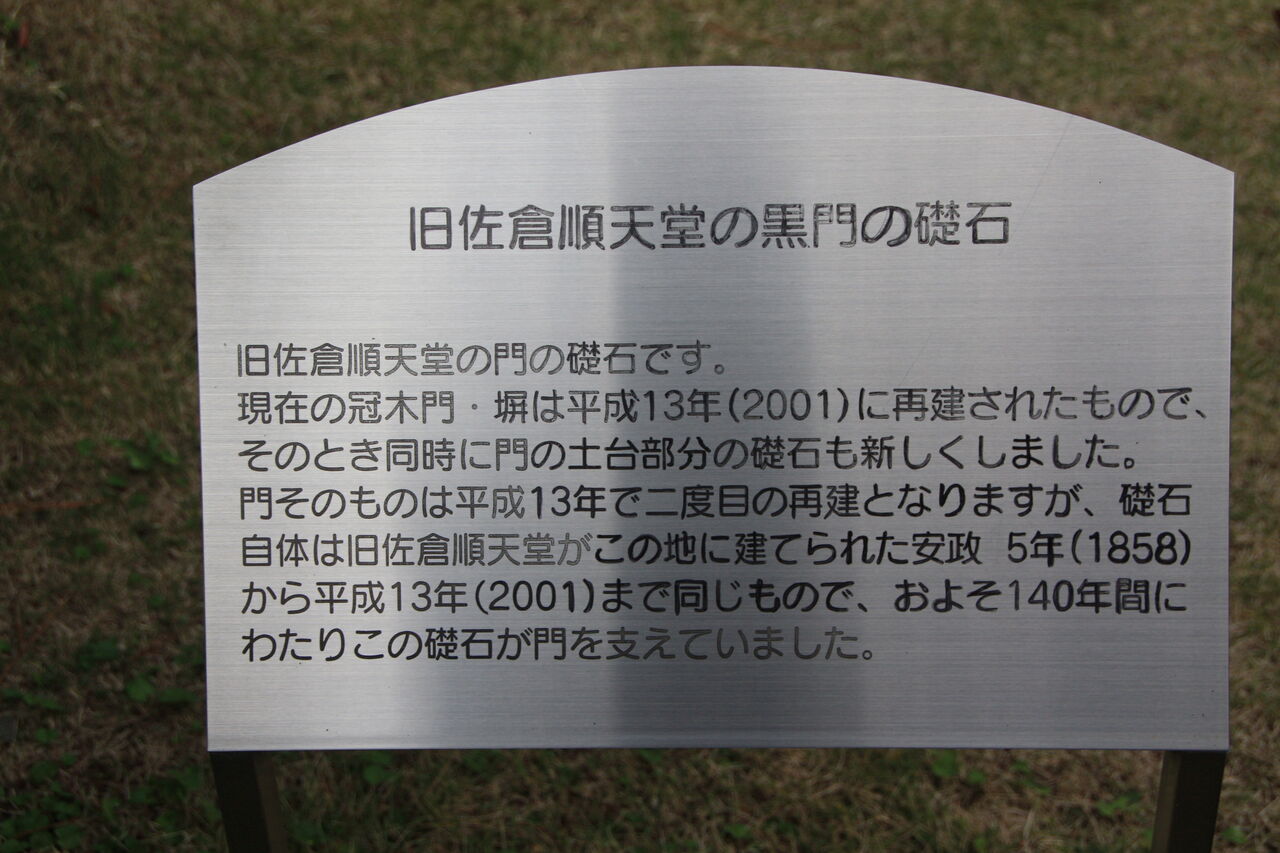 旧佐倉順天堂の黒門の礎石
旧佐倉順天堂の門の礎石です。
現在の冠木門・塀は平成13年(2001)に再建されたもので、
そのとき同時に門の土台部分の礎石も新しくしました。
門そのものは平成13年で二度目の再建となりますが、礎石
自体は旧佐倉順天堂がこの地に建てられた安政 5年(1858)
から平成13年(2001)まで同じもので、およそ140年間に
わたりこの礎石が門を支えていました。